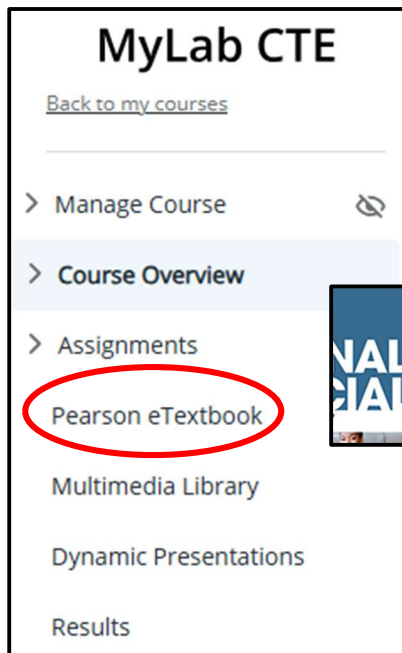 MyLab CTE
Back to my courses
Manage Course
Course Overview
Assignments
Pearson eTextbook
Multimedia Library
Dynamic Presentations
Results